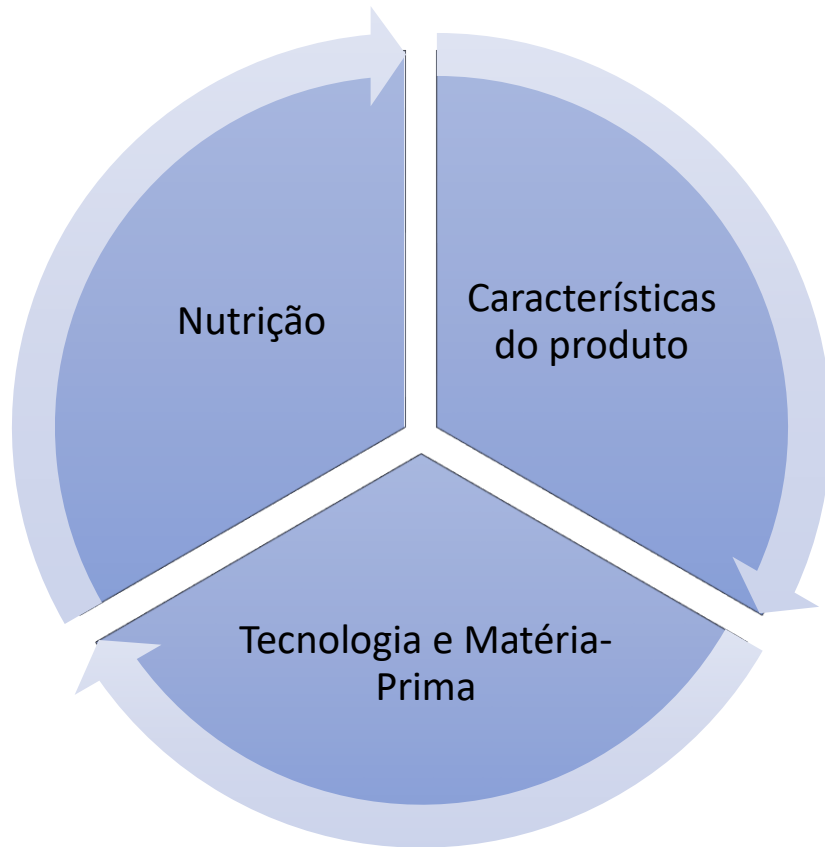 Nutrição
Características
do produto
Tecnologia e Matéria-
Prima